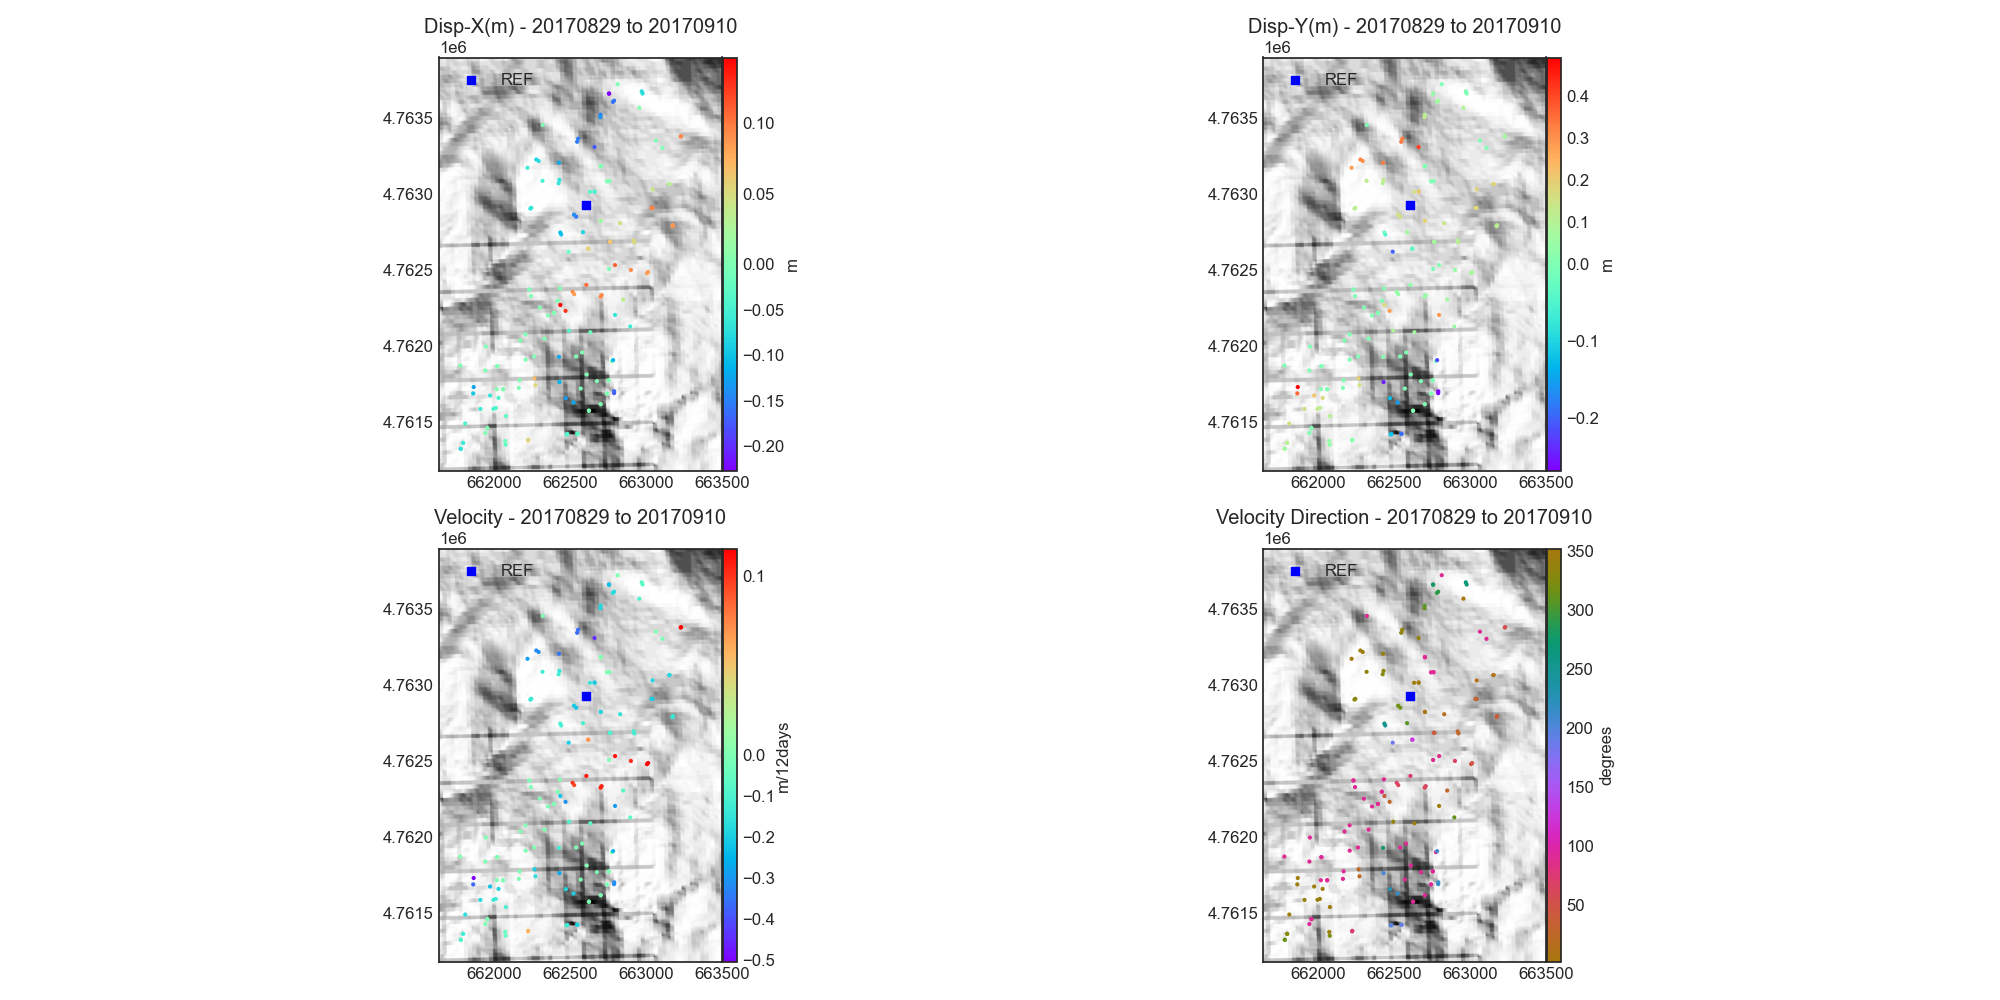 Disp-X(m) - 20170829 to 20170910
1e6
REF
4.7635
4.7630
4.7625
4.7620
4.7615
662000 662500 663000 663500
0.10
0.05
0.00
−0.05
−0.10
−0.15
−0.20
m
Disp-Y(m) - 20170829 to 20170910
1e6
REF
4.7635
4.7630
4.7625
4.7620
4.7615
662000 662500 663000 663500
0.4
0.3
0.2
0.1
0.0
−0.1
−0.2
m
Velocity - 20170829 to 20170910
1e6
REF
4.7635
4.7630
4.7625
4.7620
4.7615
662000 662500 663000 663500
0.1
0.0
−0.1
−0.2
−0.3
−0.4
−0.5
m/12days
Velocity Direction - 20170829 to 20170910
1e6
REF
4.7635
4.7630
4.7625
4.7620
4.7615
662000 662500 663000 663500
350
300
250
200
150
100
50
degrees